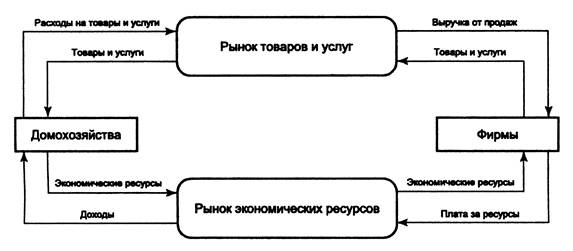 Расходы на товары и услуги
Рынок товаров и услуг
Выручка от продаж
Товары и услуги
Товары и услуги
Домохозяйства
Фирмы
Экономические ресурсы
Экономические ресурсы
Рынок экономических ресурсов
Доходы
Плата за ресурсы